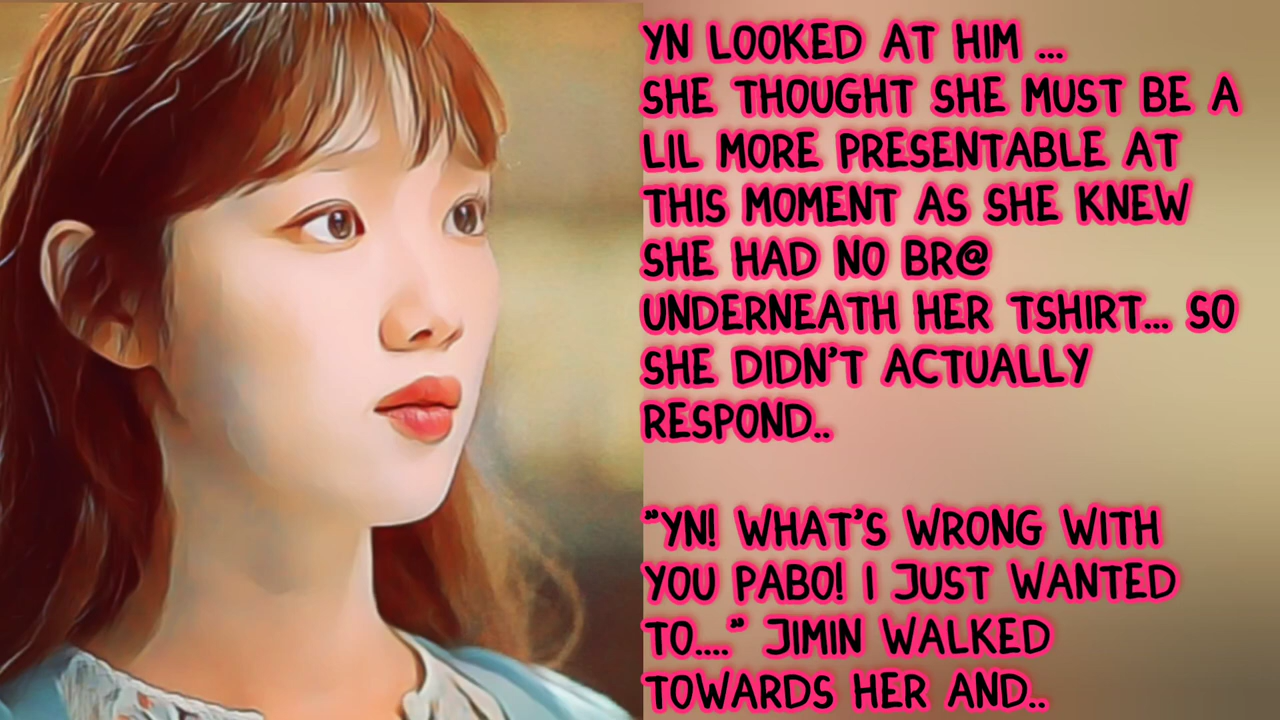 YN LOOKED AT HIM ...
SHE THOUGHT SHE MUST BE A
LIL MORE PRESENTABLE AT
THIS MOMENT AS SHE KNEW
SHE HAD NO BR@
UNDERNEATH HER TSHIRT... SO
SHE DIDN'T ACTUALLY
RESPOND..
"YN! WHAT'S WRONG WITH
YOU PABO! I JUST WANTED
TO...." JIMIN WALKED
TOWARDS HER AND..